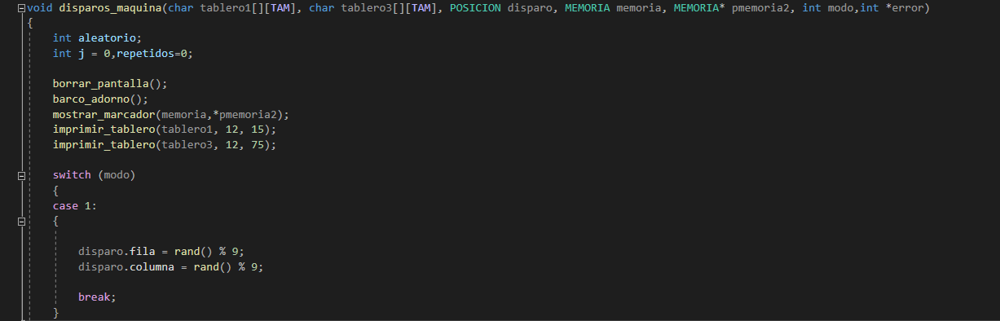 void disparos_maquina(char tablero1[][TAM], char tablero3[][TAM], POSICION disparo, MEMORIA memoria, MEMORIA* pmemoria2, int modo,int *error)
{
int aleatorio;
int j = 0,repetidos=0;
borrar_pantalla();
barco_adorno();
mostrar_marcador(memoria,*pmemoria2);
imprimir_tablero(tablero1, 12, 15);
imprimir_tablero(tablero3, 12, 75);
switch (modo)
{
case 1:
{
disparo.fila = rand() % 9;
disparo.columna = rand() % 9;
break;
}